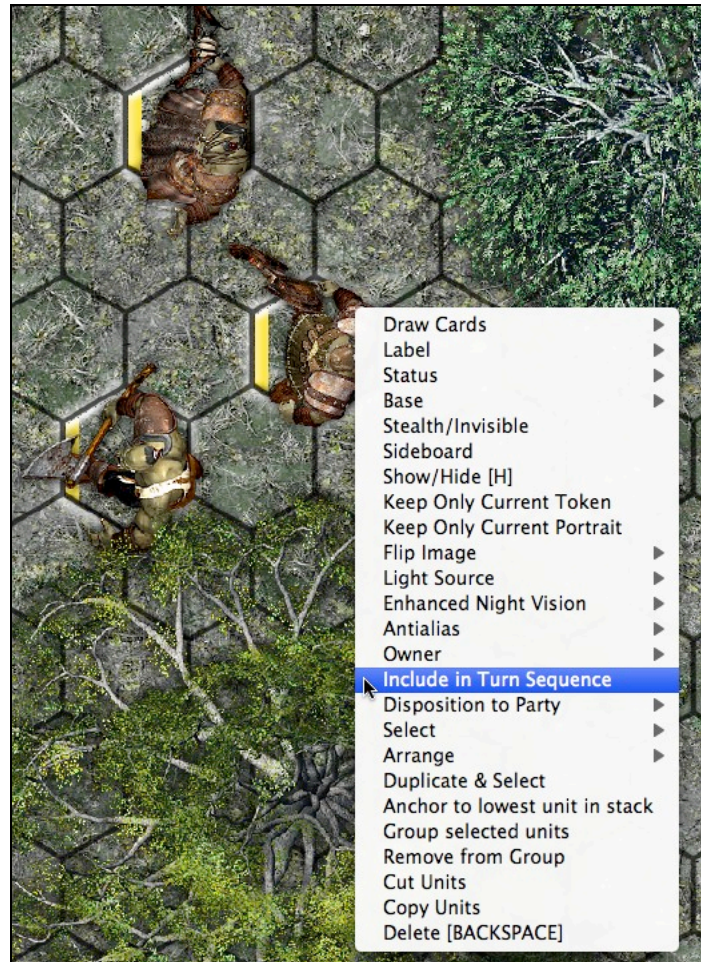 Draw Cards
Label
Status
Base
Stealth/Invisible
Sideboard
Show/Hide [H]
Keep Only Current Token
Keep Only Current Portrait
Flip Image
Light Source
Enhanced Night Vision
Antialias
Owner
Include in Turn Sequence
Disposition to Party
Select
Arrange
Duplicate & Select
Anchor to lowest unit in stack
Group selected units
Remove from Group
Cut Units
Copy Units
Delete [BACKSPACE]